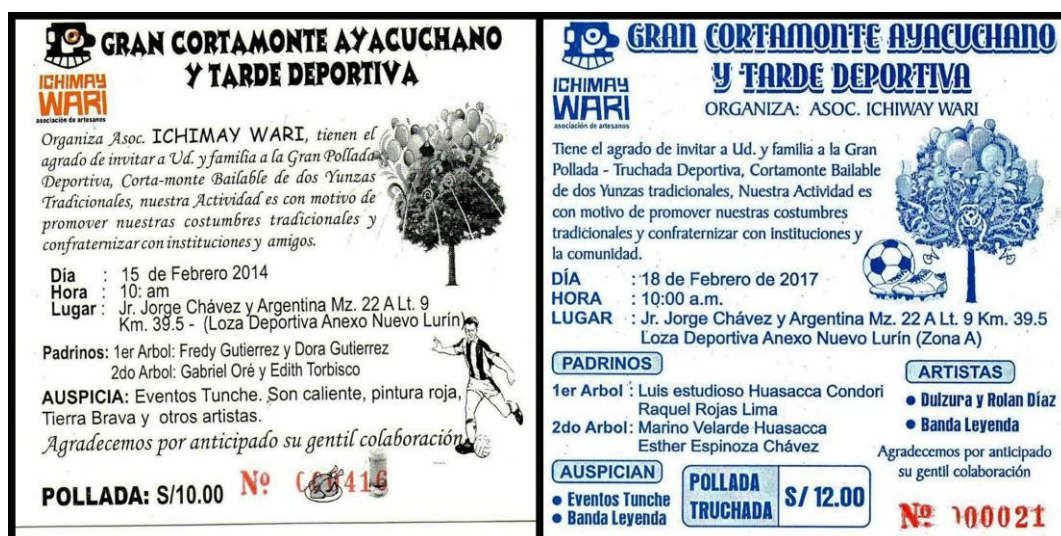 ICHIMAY
WARI
asociación de artesanos
GRAN CORTAMONTE AYACUCHANO
Y TARDE DEPORTIVA
Organiza Asoc. ICHIMAY WARI, tienen el
agrado de invitar a Ud. y familia a la Gran Pollada
Deportiva, Corta-monte Bailable de dos Yunzas
Tradicionales, nuestra Actividad es con motivo de
promover nuestras costumbres tradicionales y
confraternizar con instituciones y amigos.
Día : 15 de Febrero 2014
Hora : 10: am
Lugar : Jr. Jorge Chávez y Argentina Mz. 22 A Lt. 9
Km. 39.5 - (Loza Deportiva Anexo Nuevo Lurín)
Padrinos: 1er Arbol: Fredy Gutierrez y Dora Gutierrez
2do Arbol: Gabriel Oré y Edith Torbisco
AUSPICIA: Eventos Tunche. Son caliente, pintura roja,
Tierra Brava y otros artistas.
Agradecemos por anticipado su gentil colaboración
POLLADA: S/10.00 Nº
ICHIMAY
WARI
asociación de artesanos
GRAN CORTAMONTE AYACUCHANO
Y TARDE DEPORTIVA
ORGANIZA: ASOC. ICHIWAY WARI
Tiene el agrado de invitar a Ud. y familia a la Gran
Pollada - Truchada Deportiva, Cortamonte Bailable
de dos Yunzas tradicionales, Nuestra Actividad es
con motivo de promover nuestras costumbres
tradicionales y confraternizar con instituciones y
la comunidad.
DÍA : 18 de Febrero de 2017
HORA : 10:00 a.m.
LUGAR : Jr. Jorge Chávez y Argentina Mz. 22 A Lt. 9 Km. 39.5
Loza Deportiva Anexo Nuevo Lurín (Zona A)
PADRINOS
1er Arbol : Luis estudioso Huasacca Condori
Raquel Rojas Lima
2do Arbol : Marino Velarde Huasacca
Esther Espinoza Chávez
ARTISTAS
• Dulzura y Rolan Díaz
• Banda Leyenda
Agradecemos por anticipado
su gentil colaboración
AUSPICIAN
• Eventos Tunche
• Banda Leyenda
POLLADA
TRUCHADA
S/ 12.00
Nº 00021